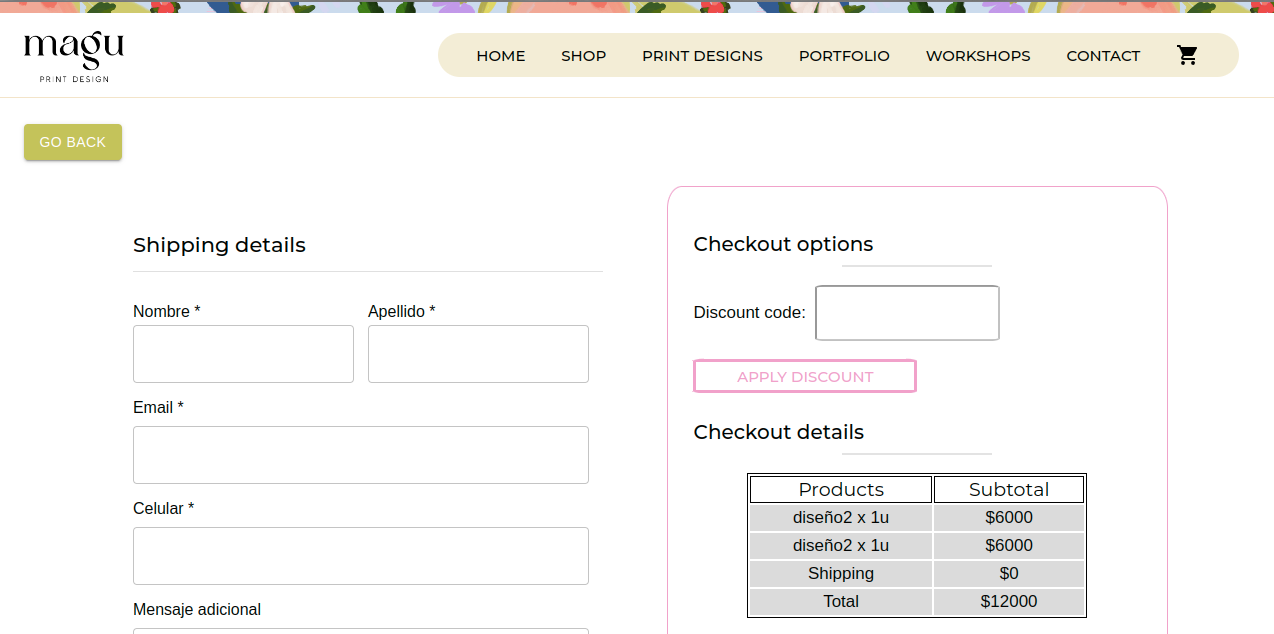 magu
PRINT DESIGN
HOME SHOP PRINT DESIGNS PORTFOLIO WORKSHOPS CONTACT
GO BACK
Shipping details
Nombre * Apellido *
Email *
Celular *
Mensaje adicional
Checkout options
Discount code:
APPLY DISCOUNT
Checkout details
Products Subtotal
diseño2 x 1u $6000
diseño2 x 1u $6000
Shipping $0
Total $12000